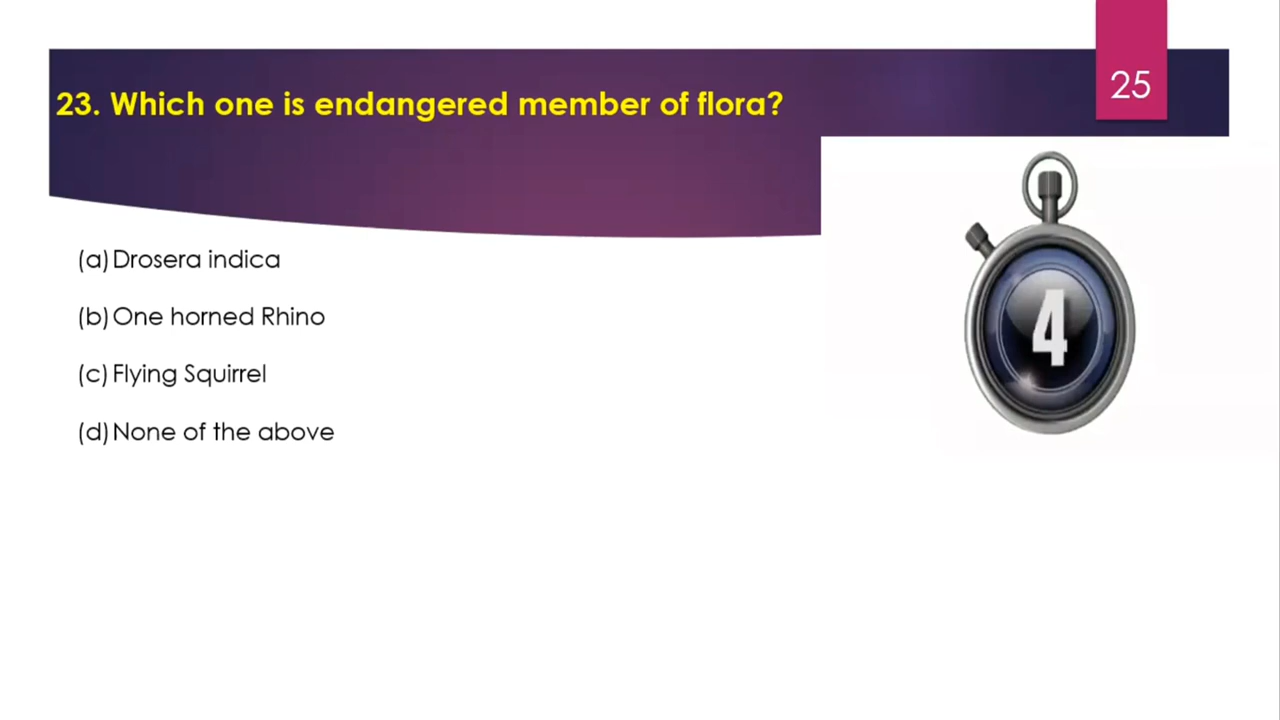 23. Which one is endangered member of flora?
25
(a) Drosera indica
(b) One horned Rhino
(c) Flying Squirrel
(d) None of the above
4